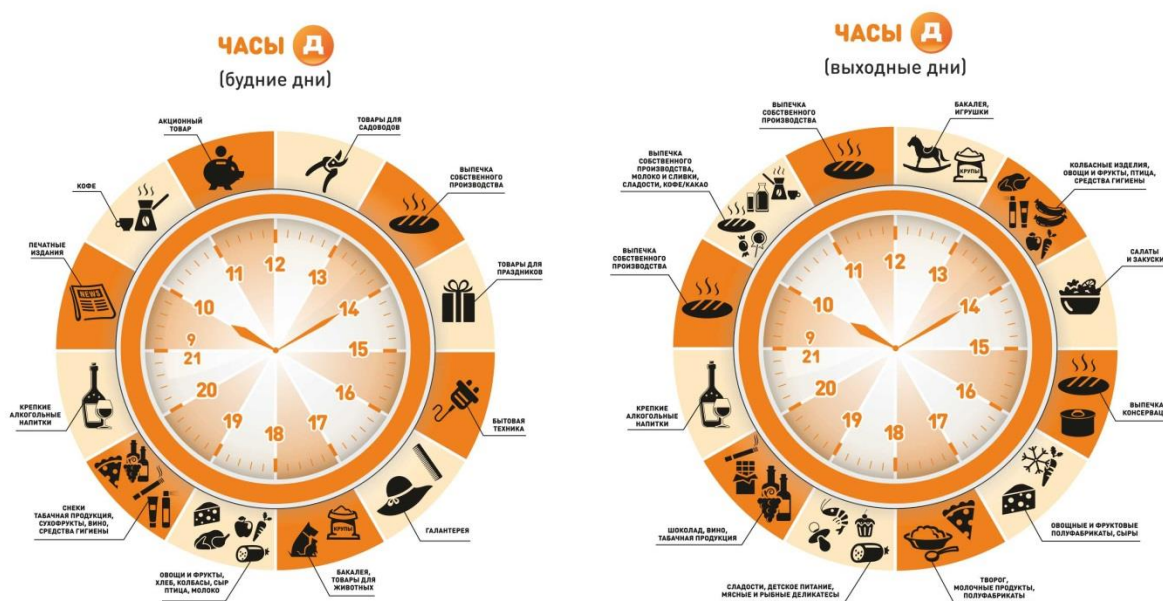 ЧАСЫ Д
(будние дни)
АКЦИОННЫЙ
ТОВАР
ТОВАРЫ ДЛЯ
САДОВОДОВ
КОФЕ
ВЫПЕЧКА
СОБСТВЕННОГО
ПРОИЗВОДСТВА
ПЕЧАТНЫЕ
ИЗДАНИЯ
NEWS
ТОВАРЫ ДЛЯ
ПРАЗДНИКОВ
11
12
13
10
14
9
21
15
20
16
19
18
17
КРЕПКИЕ
АЛКОГОЛЬНЫЕ
НАПИТКИ
БЫТОВАЯ
ТЕХНИКА
СНЕКИ
ТАБАЧНАЯ ПРОДУКЦИЯ,
СУХОФРУКТЫ, ВИНО,
СРЕДСТВА ГИГИЕНЫ
ГАЛАНТЕРЕЯ
КРУПЫ
ОВОЩИ И ФРУКТЫ,
ХЛЕБ, КОЛБАСЫ, СЫР
ПТИЦА, МОЛОКО
БАКАЛЕЯ,
ТОВАРЫ ДЛЯ
ЖИВОТНЫХ
ЧАСЫ Д
(выходные дни)
ВЫПЕЧКА
СОБСТВЕННОГО
ПРОИЗВОДСТВА
БАКАЛЕЯ,
ИГРУШКИ
КРУПЫ
ВЫПЕЧКА
СОБСТВЕННОГО
ПРОИЗВОДСТВА,
МОЛОКО И СЛИВКИ,
СЛАДОСТИ, КОФЕ/КАКАО
КОЛБАСНЫЕ ИЗДЕЛИЯ,
ОВОЩИ И ФРУКТЫ, ПТИЦА,
СРЕДСТВА ГИГИЕНЫ
ВЫПЕЧКА
СОБСТВЕННОГО
ПРОИЗВОДСТВА
САЛАТЫ
И ЗАКУСКИ
11
12
13
10
14
9
21
15
20
16
19
18
17
КРЕПКИЕ
АЛКОГОЛЬНЫЕ
НАПИТКИ
ВЫПЕЧКА
КОНСЕРВАЦ
ШОКОЛАД, ВИНО,
ТАБАЧНАЯ ПРОДУКЦИЯ
ОВОЩНЫЕ И ФРУКТОВЫЕ
ПОЛУФАБРИКАТЫ, СЫРЫ
СЛАДОСТИ, ДЕТСКОЕ ПИТАНИЕ,
МЯСНЫЕ И РЫБНЫЕ ДЕЛИКАТЕСЫ
ТВОРОГ,
МОЛОЧНЫЕ ПРОДУКТЫ,
ПОЛУФАБРИКАТЫ